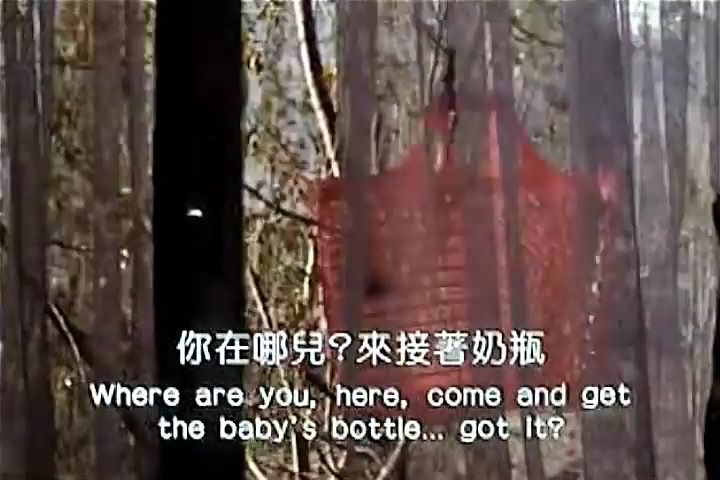 你在哪兒?來接著奶瓶
Where are you, here, come and get
the baby's bottle... got it?